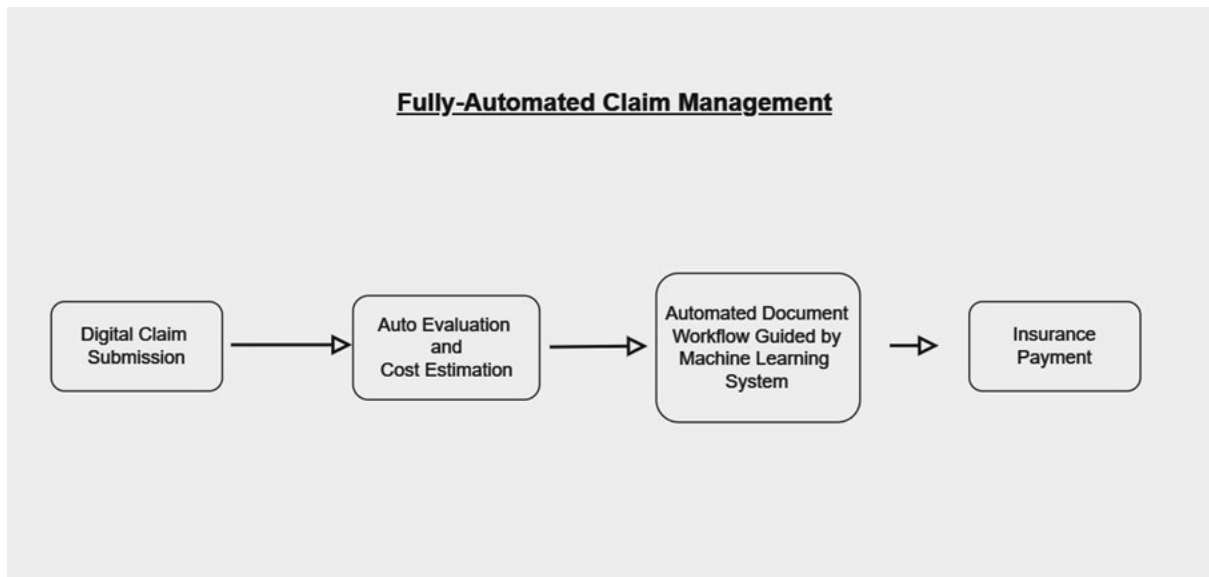 Fully-Automated Claim Management
Digital Claim
Submission
Auto Evaluation
and
Cost Estimation
Automated Document
Workflow Guided by
Machine Learning
System
Insurance
Payment